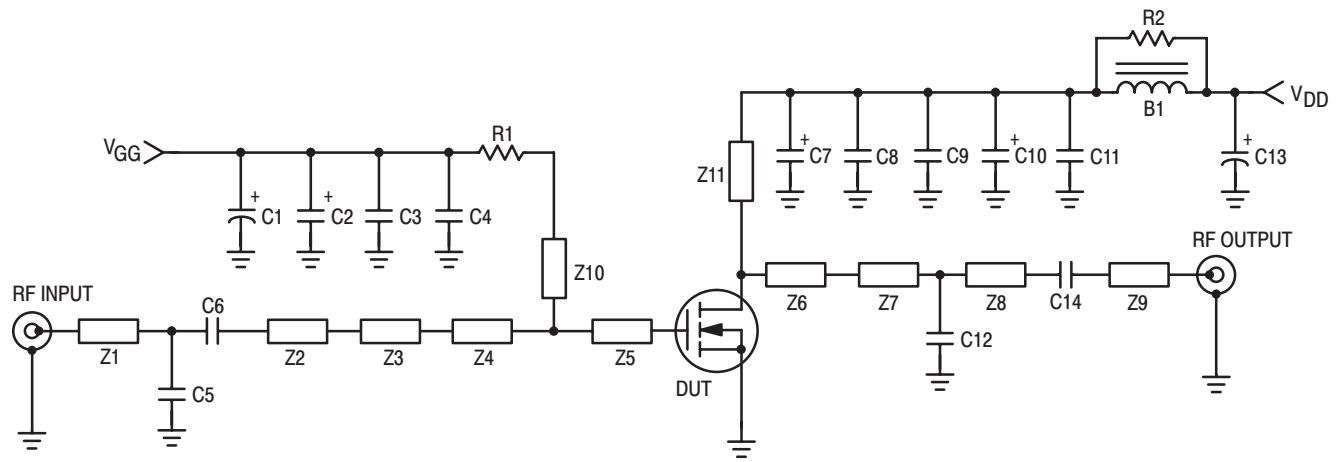 R2
B1
VDD
VGG
R1
+
C1
+
C2
C3
C4
Z11
+
C7
C8
C9
+
C10
C11
+
C13
Z10
RF OUTPUT
RF INPUT
C6
Z1
Z2
Z3
Z4
Z5
C5
DUT
Z6
Z7
Z8
C14
Z9
C12